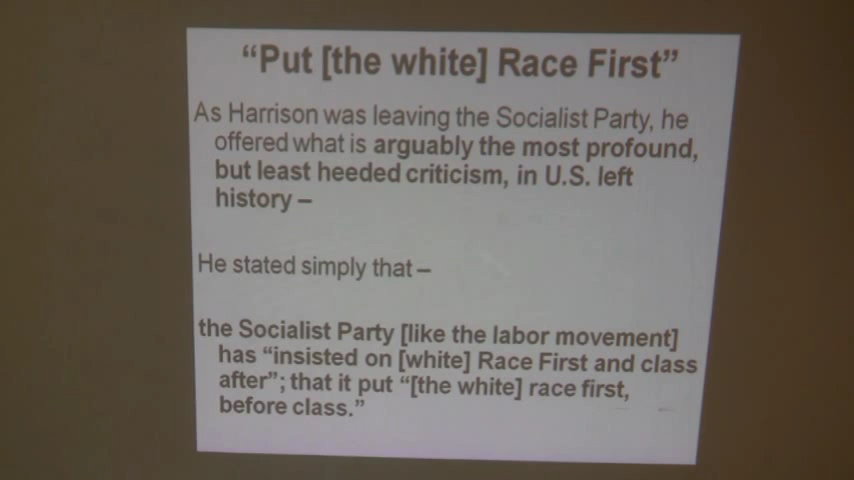 “Put [the white] Race First”
As Harrison was leaving the Socialist Party, he
offered what is arguably the most profound,
but least heeded criticism, in U.S. left
history –
He stated simply that –
the Socialist Party [like the labor movement]
has “insisted on [white] Race First and class
after”; that it put “[the white] race first,
before class.”